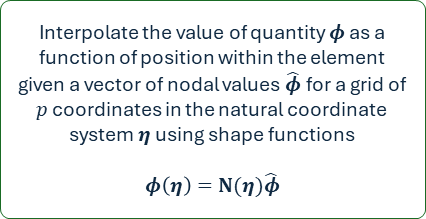 Interpolate the value of quantity ϕ as a
function of position within the element
given a vector of nodal values ϕ̂ for a grid of
p coordinates in the natural coordinate
system η using shape functions
ϕ(η) = N(η)ϕ̂